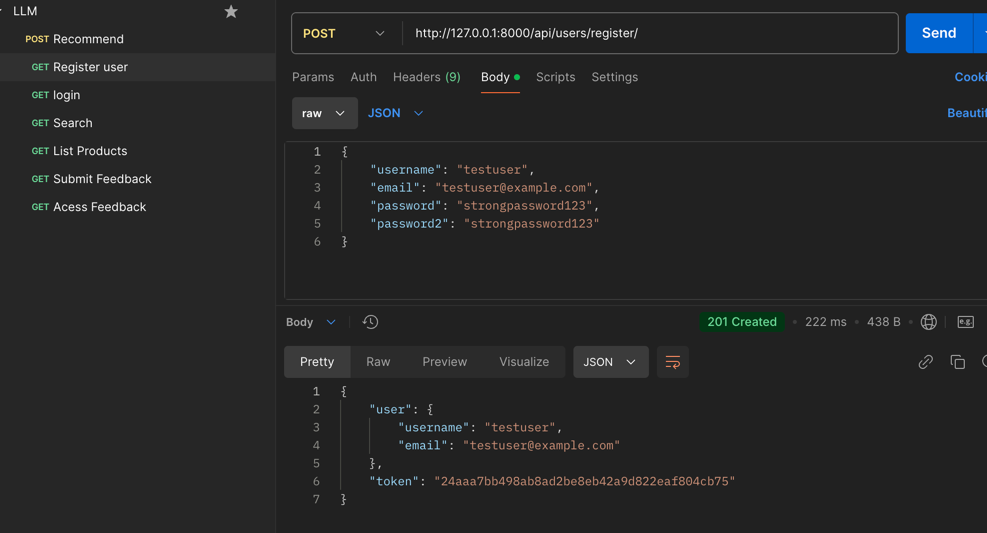 LLM
POST Recommend
GET Register user
GET login
GET Search
GET List Products
GET Submit Feedback
GET Acess Feedback
POST http://127.0.0.1:8000/api/users/register/ Send
Params Auth Headers (9) Body Scripts Settings Cooki
raw JSON Beautif
1 {
2 "username": "testuser",
3 "email": "testuser@example.com",
4 "password": "strongpassword123",
5 "password2": "strongpassword123"
6 }
Body 201 Created • 222 ms • 438 B • e.g.
Pretty Raw Preview Visualize JSON
1 {
2 "user": {
3 "username": "testuser",
4 "email": "testuser@example.com"
5 },
6 "token": "24aaa7bb498ab8ad2be8eb42a9d822eaf804cb75"
7 }